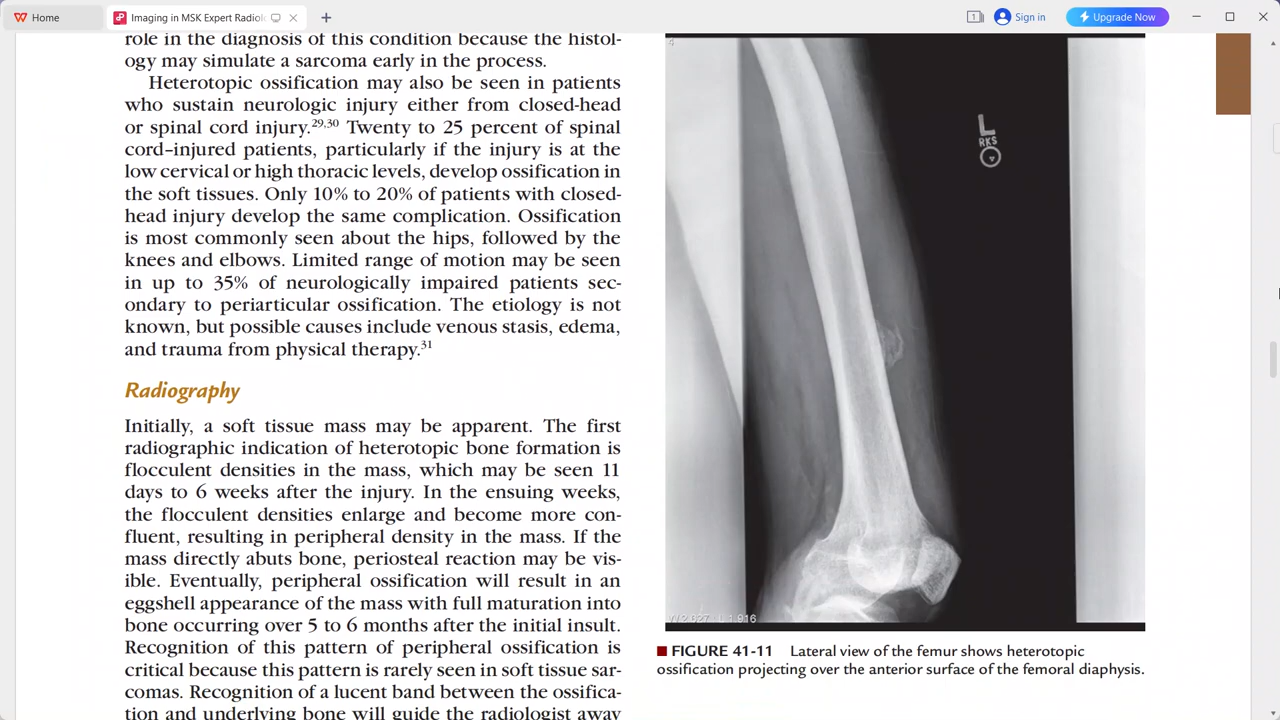 Home
Imaging in MSK Expert Radiol
1
Sign in
Upgrade Now
role in the diagnosis of this condition because the histol-
ogy may simulate a sarcoma early in the process.
Heterotopic ossification may also be seen in patients
who sustain neurologic injury either from closed-head
or spinal cord injury.29,30 Twenty to 25 percent of spinal
cord–injured patients, particularly if the injury is at the
low cervical or high thoracic levels, develop ossification in
the soft tissues. Only 10% to 20% of patients with closed-
head injury develop the same complication. Ossification
is most commonly seen about the hips, followed by the
knees and elbows. Limited range of motion may be seen
in up to 35% of neurologically impaired patients sec-
ondary to periarticular ossification. The etiology is not
known, but possible causes include venous stasis, edema,
and trauma from physical therapy.31
Radiography
Initially, a soft tissue mass may be apparent. The first
radiographic indication of heterotopic bone formation is
flocculent densities in the mass, which may be seen 11
days to 6 weeks after the injury. In the ensuing weeks,
the flocculent densities enlarge and become more con-
fluent, resulting in peripheral density in the mass. If the
mass directly abuts bone, periosteal reaction may be vis-
ible. Eventually, peripheral ossification will result in an
eggshell appearance of the mass with full maturation into
bone occurring over 5 to 6 months after the initial insult.
Recognition of this pattern of peripheral ossification is
critical because this pattern is rarely seen in soft tissue sar-
comas. Recognition of a lucent band between the ossifica-
tion and underlying bone will guide the radiologist away
4
L
RKS
FIGURE 41-11 Lateral view of the femur shows heterotopic
ossification projecting over the anterior surface of the femoral diaphysis.